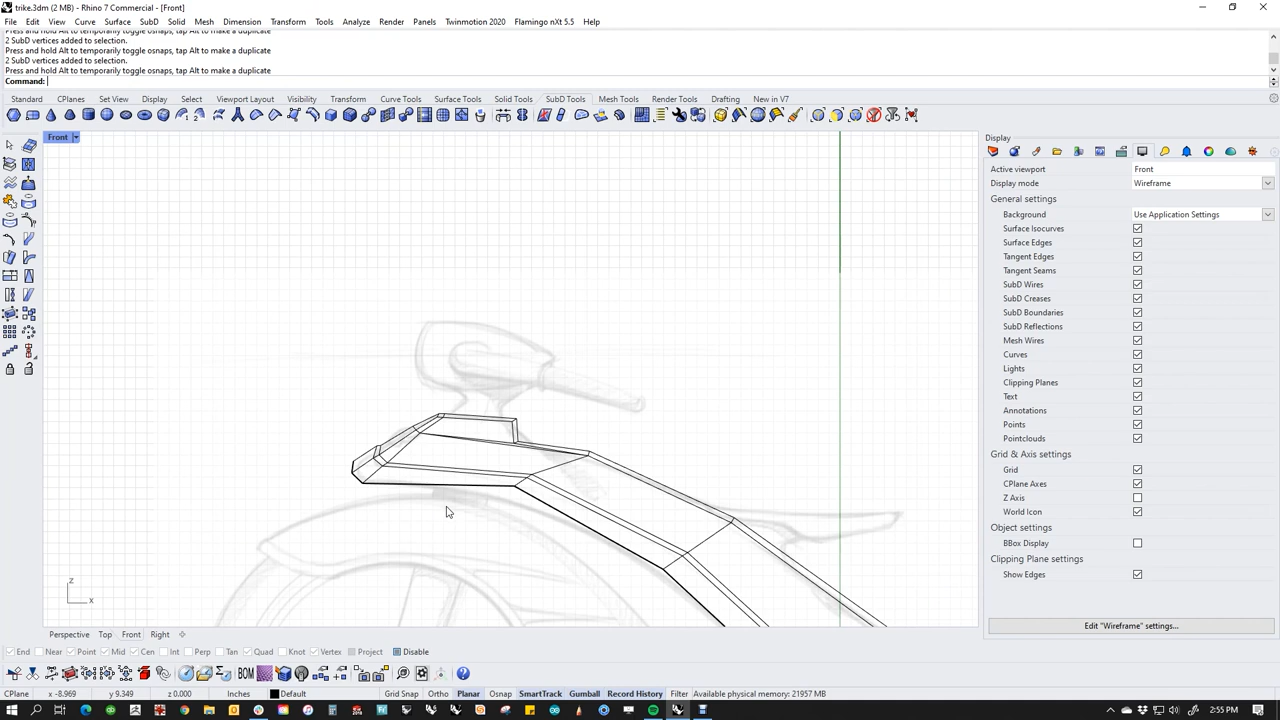 trike.3dm (2 MB) - Rhino 7 Commercial - [Front]
File Edit View Curve Surface SubD Solid Mesh Dimension Transform Tools Analyze Render Panels Twinmotion 2020 Flamingo nXt 5.5 Help
Press and hold Alt to temporarily toggle osnaps, tap Alt to make a duplicate
2 SubD vertices added to selection.
Press and hold Alt to temporarily toggle osnaps, tap Alt to make a duplicate
2 SubD vertices added to selection.
Press and hold Alt to temporarily toggle osnaps, tap Alt to make a duplicate
Command:
Standard CPlanes Set View Display Select Viewport Layout Visibility Transform Curve Tools Surface Tools Solid Tools SubD Tools Mesh Tools Render Tools Drafting New in V7
Front
Display
Active viewport Front
Display mode Wireframe
General settings
Background Use Application Settings
Surface Isocurves
Surface Edges
Tangent Edges
Tangent Seams
SubD Wires
SubD Creases
SubD Boundaries
SubD Reflections
Mesh Wires
Curves
Lights
Clipping Planes
Text
Annotations
Points
Pointclouds
Grid & Axis settings
Grid
CPlane Axes
Z Axis
World Icon
Object settings
BBox Display
Clipping Plane settings
Show Edges
Edit "Wireframe" settings...
z
x
Perspective Top Front Right
End Near Point Mid Cen Int Perp Tan Quad Knot Vertex Project Disable
BOM
CPlane x -8.969 y 9.349 z 0.000 Inches Default Grid Snap Ortho Planar Osnap SmartTrack Gumball Record History Filter Available physical memory: 21957 MB
2:55 PM